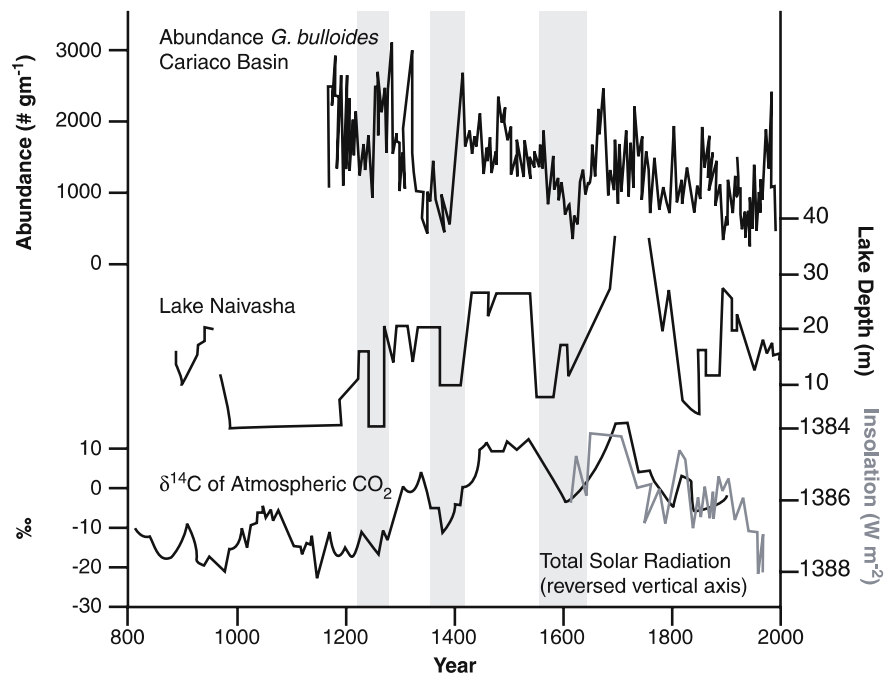 Abundance G. bulloides
Cariaco Basin
3000
2000
1000
0
Abundance (# gm⁻¹)
40
30
20
10
Lake Depth (m)
Lake Naivasha
1384
1386
1388
Insolation (W m⁻²)
10
0
-10
-20
-30
‰
δ¹⁴C of Atmospheric CO₂
Total Solar Radiation
(reversed vertical axis)
800 1000 1200 1400 1600 1800 2000
Year